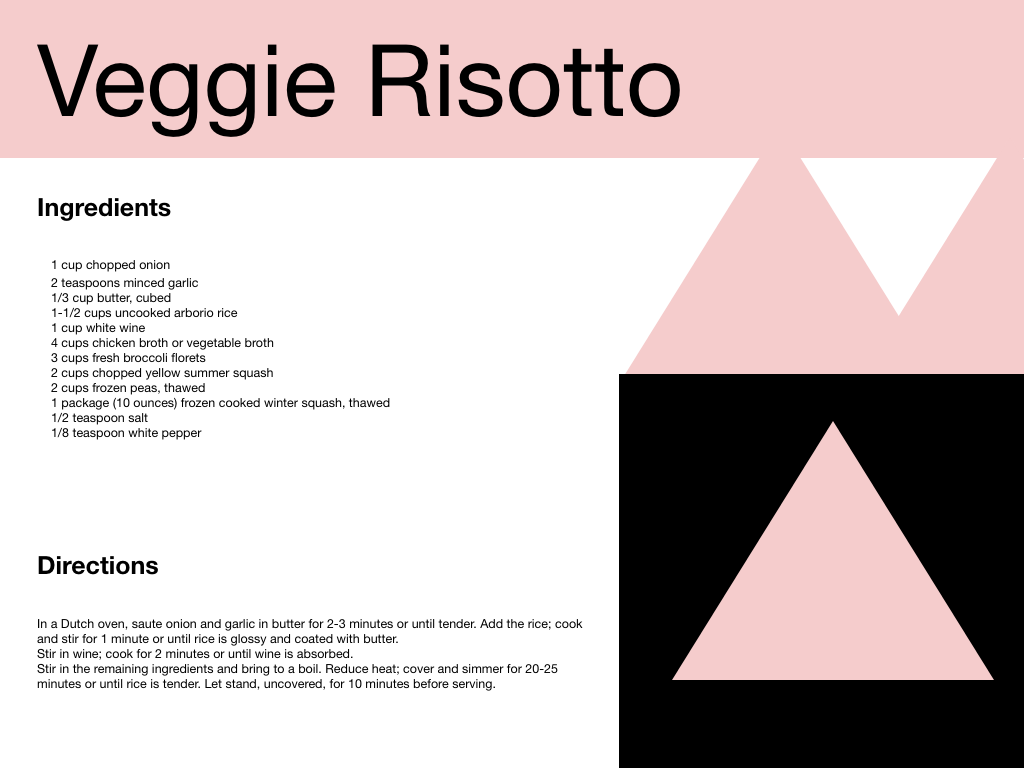 Veggie Risotto
Ingredients
1 cup chopped onion
2 teaspoons minced garlic
1/3 cup butter, cubed
1-1/2 cups uncooked arborio rice
1 cup white wine
4 cups chicken broth or vegetable broth
3 cups fresh broccoli florets
2 cups chopped yellow summer squash
2 cups frozen peas, thawed
1 package (10 ounces) frozen cooked winter squash, thawed
1/2 teaspoon salt
1/8 teaspoon white pepper
Directions
In a Dutch oven, saute onion and garlic in butter for 2-3 minutes or until tender. Add the rice; cook
and stir for 1 minute or until rice is glossy and coated with butter.
Stir in wine; cook for 2 minutes or until wine is absorbed.
Stir in the remaining ingredients and bring to a boil. Reduce heat; cover and simmer for 20-25
minutes or until rice is tender. Let stand, uncovered, for 10 minutes before serving.